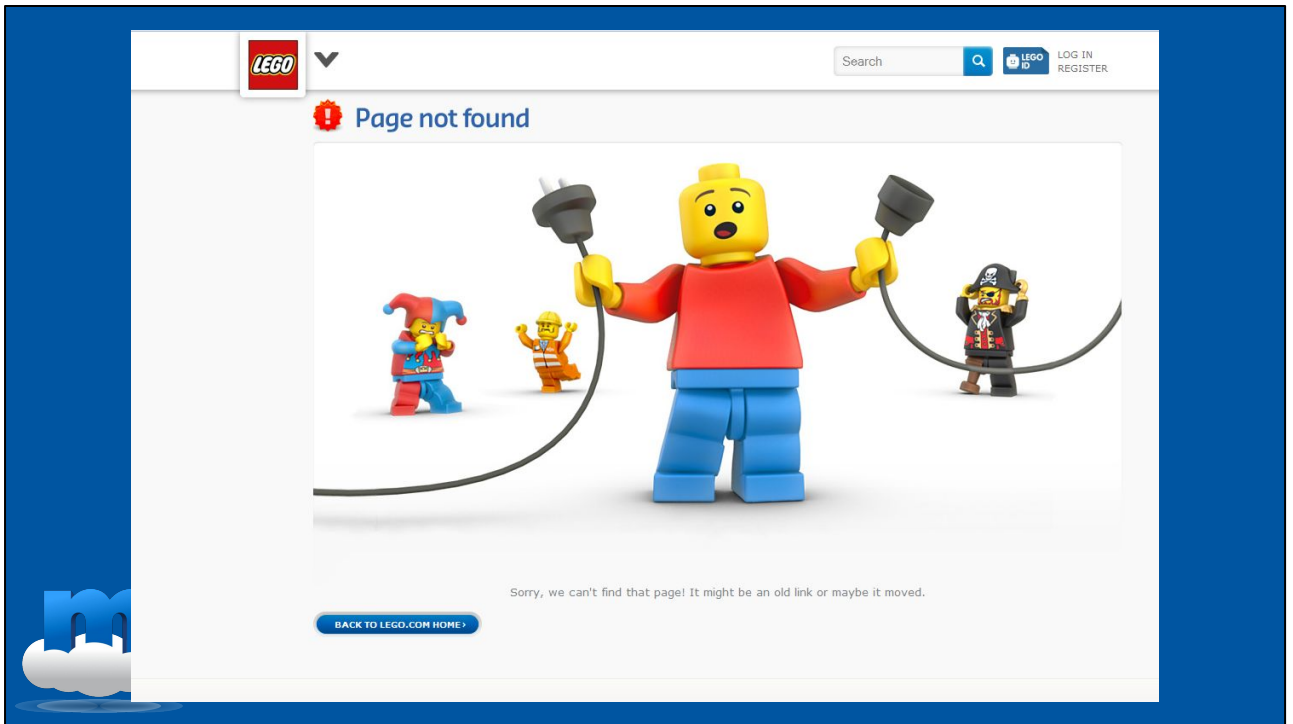 LEGO
Search
LEGO
ID
LOG IN
REGISTER
Page not found
Sorry, we can't find that page! It might be an old link or maybe it moved.
BACK TO LEGO.COM HOME ›
m